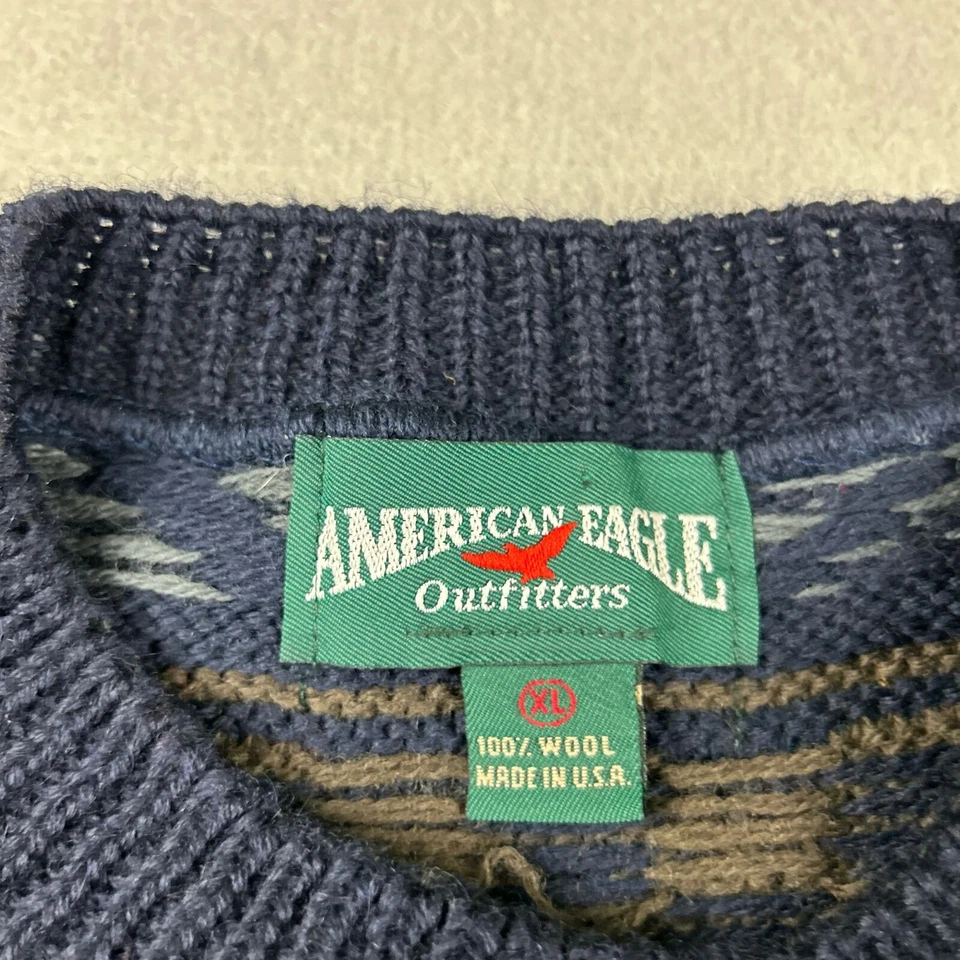 AMERICAN EAGLE
Outfitters
XL
100% WOOL
MADE IN U.S.A.